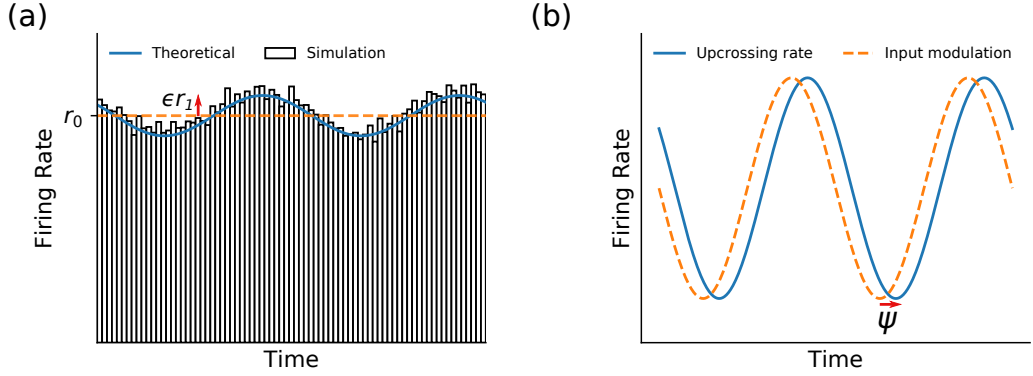 (a)
Theoretical
Simulation
ϵr₁
r₀
Firing Rate
Time
(b)
Upcrossing rate
Input modulation
Firing Rate
ψ
Time